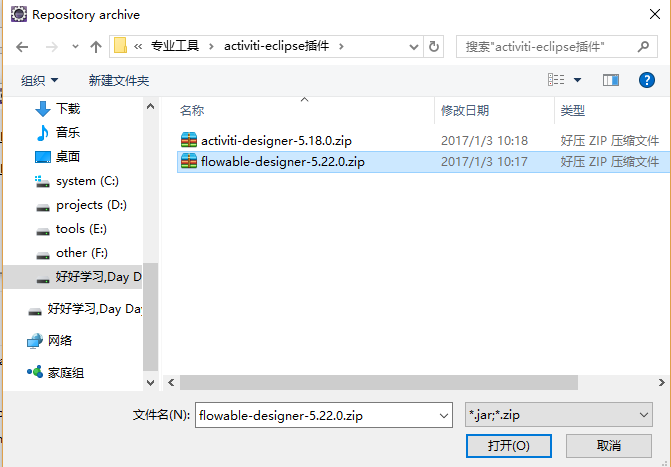 Repository archive
« 专业工具 › activiti-eclipse插件 ›
搜索"activiti-eclipse插件"
组织
新建文件夹
下载
音乐
桌面
system (C:)
projects (D:)
tools (E:)
other (F:)
好好学习,Day D
好好学习,Day Day
网络
家庭组
名称 修改日期 类型
activiti-designer-5.18.0.zip 2017/1/3 10:18 好压 ZIP 压缩文件
flowable-designer-5.22.0.zip 2017/1/3 10:17 好压 ZIP 压缩文件
文件名(N): flowable-designer-5.22.0.zip *.jar;*.zip
打开(O) 取消